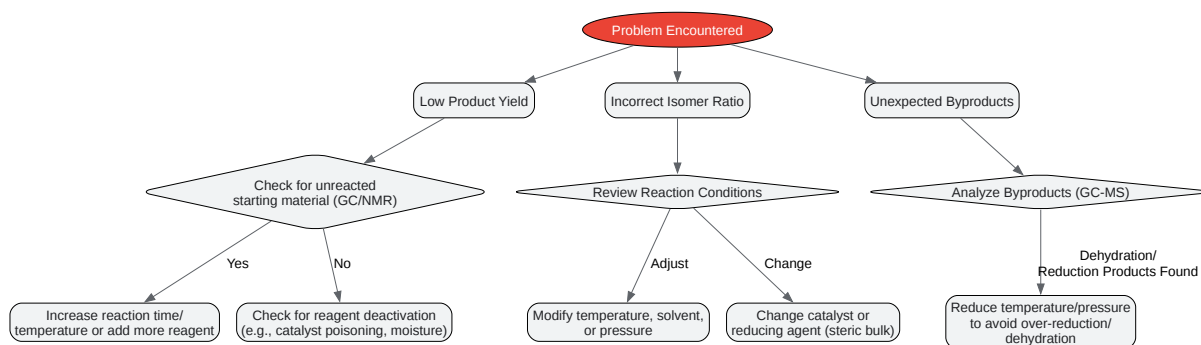 Problem Encountered
Low Product Yield
Incorrect Isomer Ratio
Unexpected Byproducts
Check for unreacted
starting material (GC/NMR)
Review Reaction Conditions
Analyze Byproducts (GC-MS)
Yes
No
Adjust
Change
Dehydration/
Reduction Products Found
Increase reaction time/
temperature or add more reagent
Check for reagent deactivation
(e.g., catalyst poisoning, moisture)
Modify temperature, solvent,
or pressure
Change catalyst or
reducing agent (steric bulk)
Reduce temperature/pressure
to avoid over-reduction/
dehydration